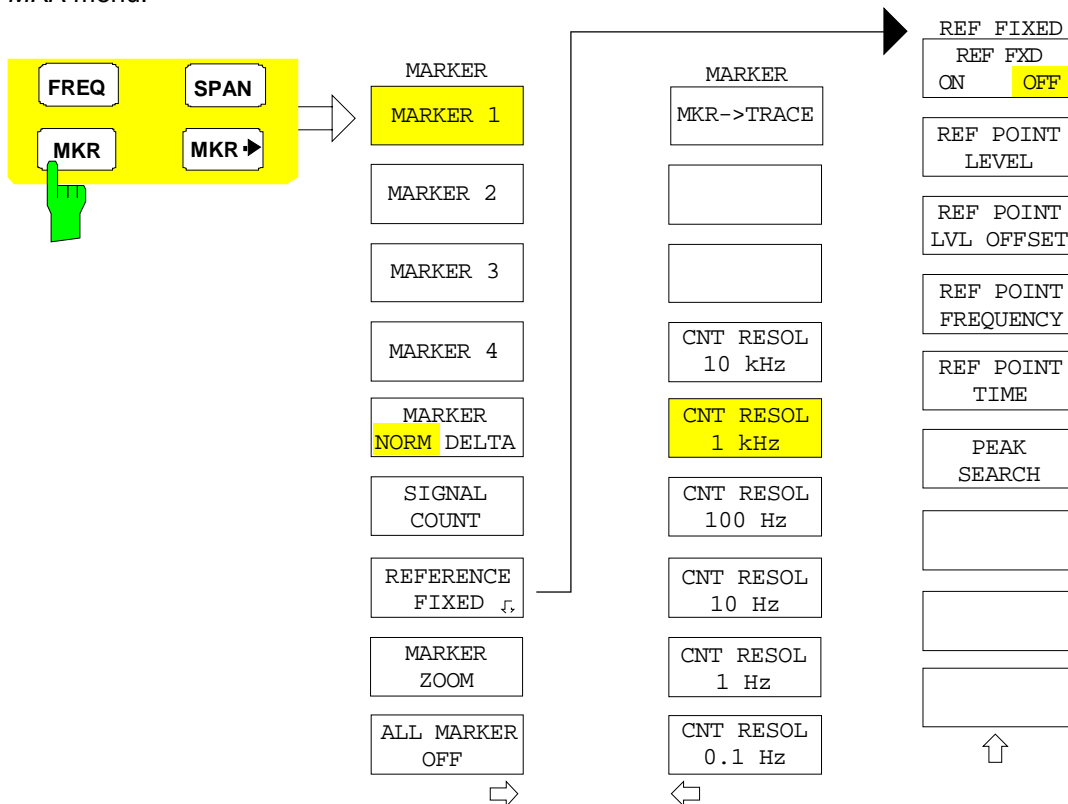 MKR menu.
FREQ
SPAN
MKR
MKR
MARKER
MARKER 1
MARKER 2
MARKER 3
MARKER 4
MARKER
NORM DELTA
SIGNAL
COUNT
REFERENCE
FIXED
MARKER
ZOOM
ALL MARKER
OFF
MARKER
MKR->TRACE
CNT RESOL
10 kHz
CNT RESOL
1 kHz
CNT RESOL
100 Hz
CNT RESOL
10 Hz
CNT RESOL
1 Hz
CNT RESOL
0.1 Hz
REF FIXED
REF FXD
ON OFF
REF POINT
LEVEL
REF POINT
LVL OFFSET
REF POINT
FREQUENCY
REF POINT
TIME
PEAK
SEARCH